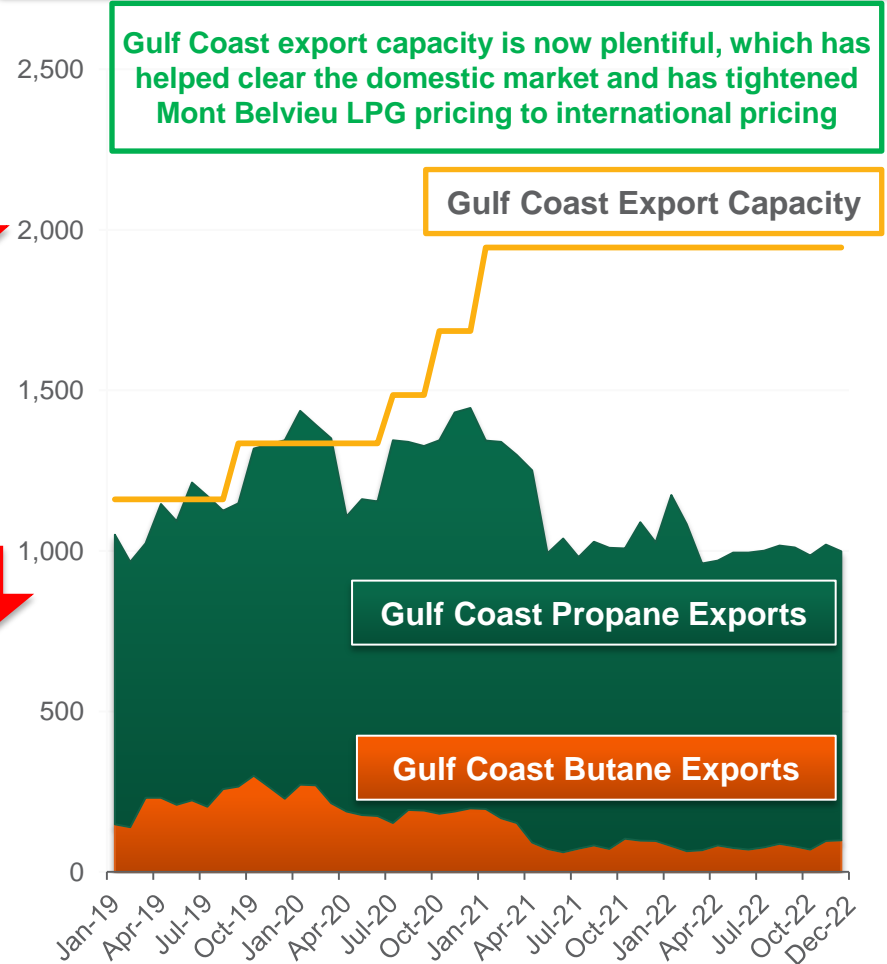 Gulf Coast export capacity is now plentiful, which has
helped clear the domestic market and has tightened
Mont Belvieu LPG pricing to international pricing
2,500
Gulf Coast Export Capacity
2,000
1,500
1,000
Gulf Coast Propane Exports
500
Gulf Coast Butane Exports
0
Jan-19
Apr-19
Jul-19
Oct-19
Jan-20
Apr-20
Jul-20
Oct-20
Jan-21
Apr-21
Jul-21
Oct-21
Jan-22
Apr-22
Jul-22
Oct-22
Dec-22